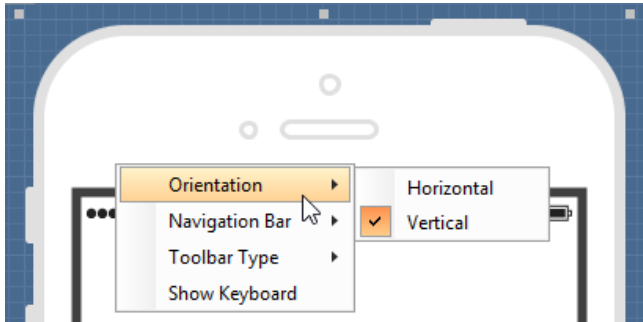 Orientation
Horizontal
Navigation Bar
Vertical
Toolbar Type
Show Keyboard